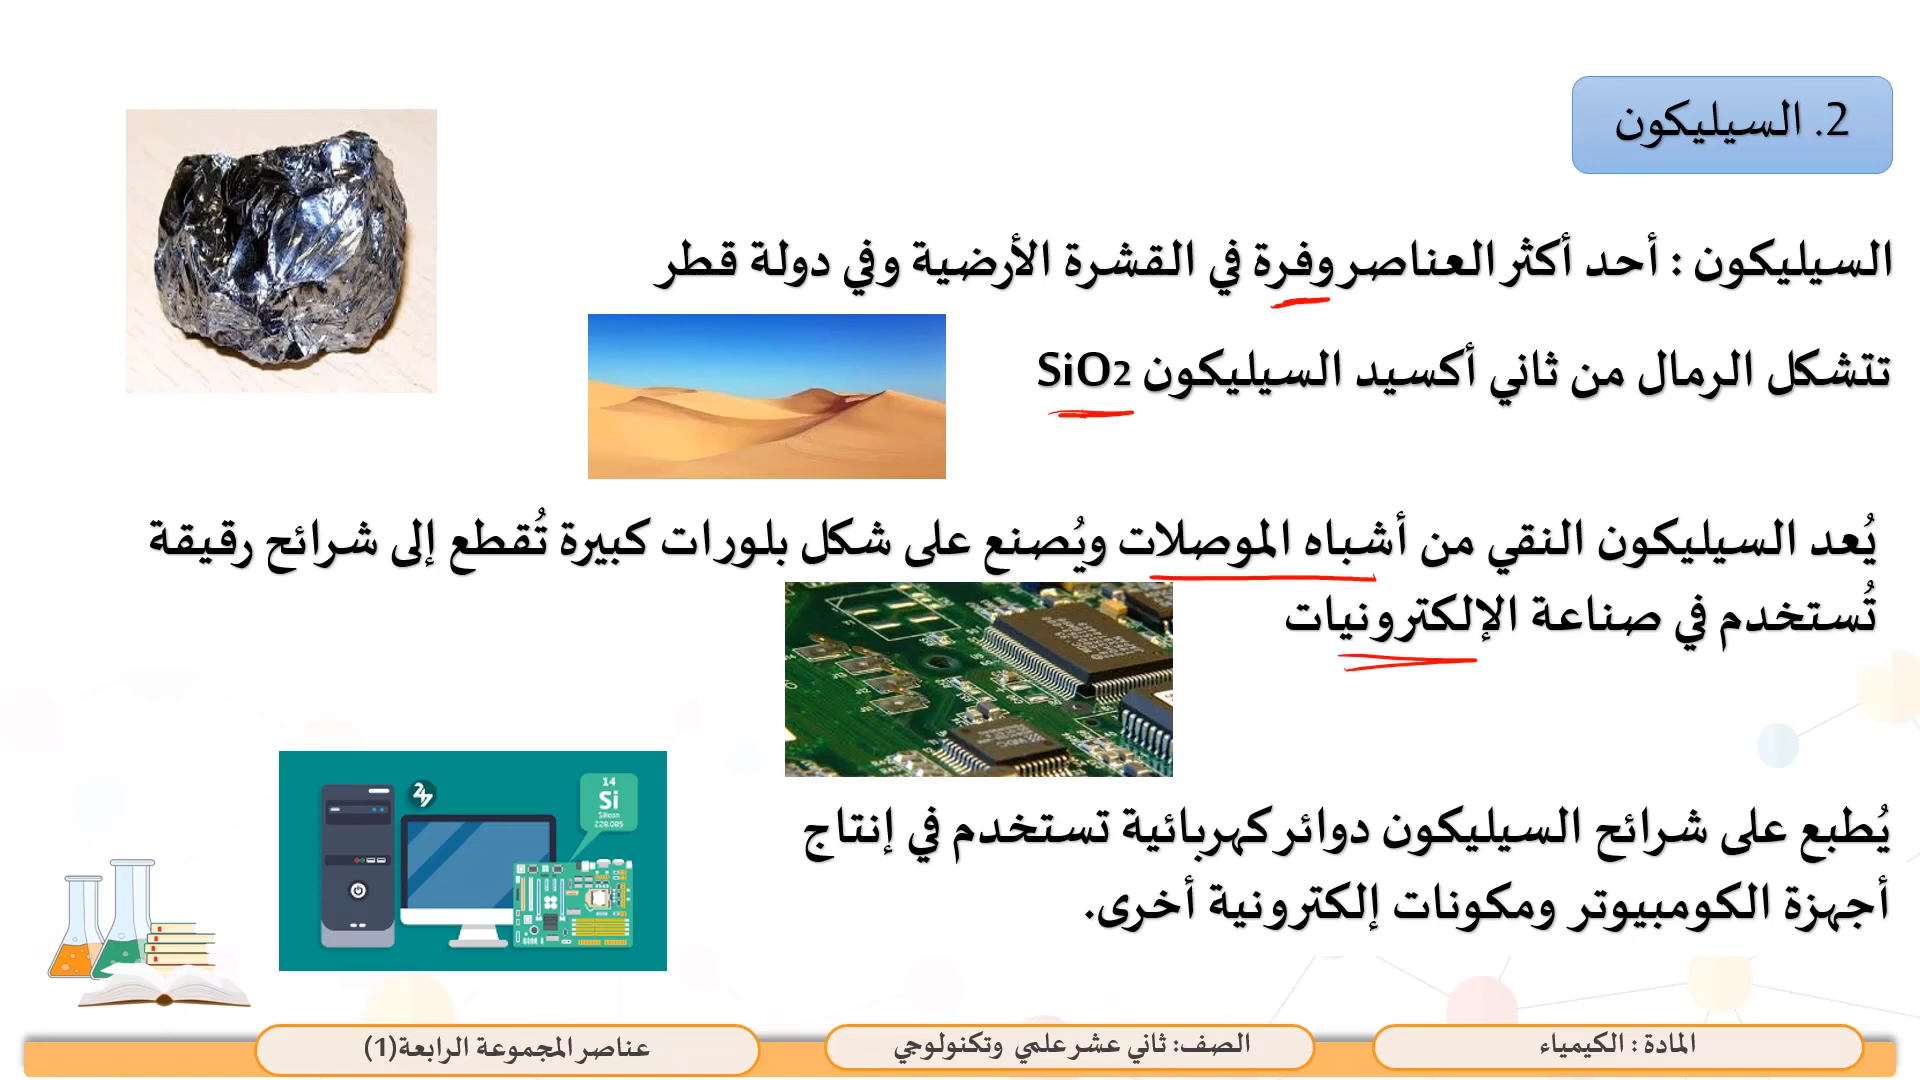 2. السيليكون
السيليكون : أحد أكثر العناصر وفرة في القشرة الأرضية وفي دولة قطر
تتشكل الرمال من ثاني أكسيد السيليكون SiO2
يُعد السيليكون النقي من أشباه الموصلات ويُصنع على شكل بلورات كبيرة تُقطع إلى شرائح رقيقة
تُستخدم في صناعة الإلكترونيات
14
Si
Silicon
228.085
يُطبع على شرائح السيليكون دوائر كهربائية تستخدم في إنتاج
أجهزة الكومبيوتر ومكونات إلكترونية أخرى.
المادة : الكيمياء
الصف: ثاني عشر علمي وتكنولوجي
عناصر المجموعة الرابعة(1)